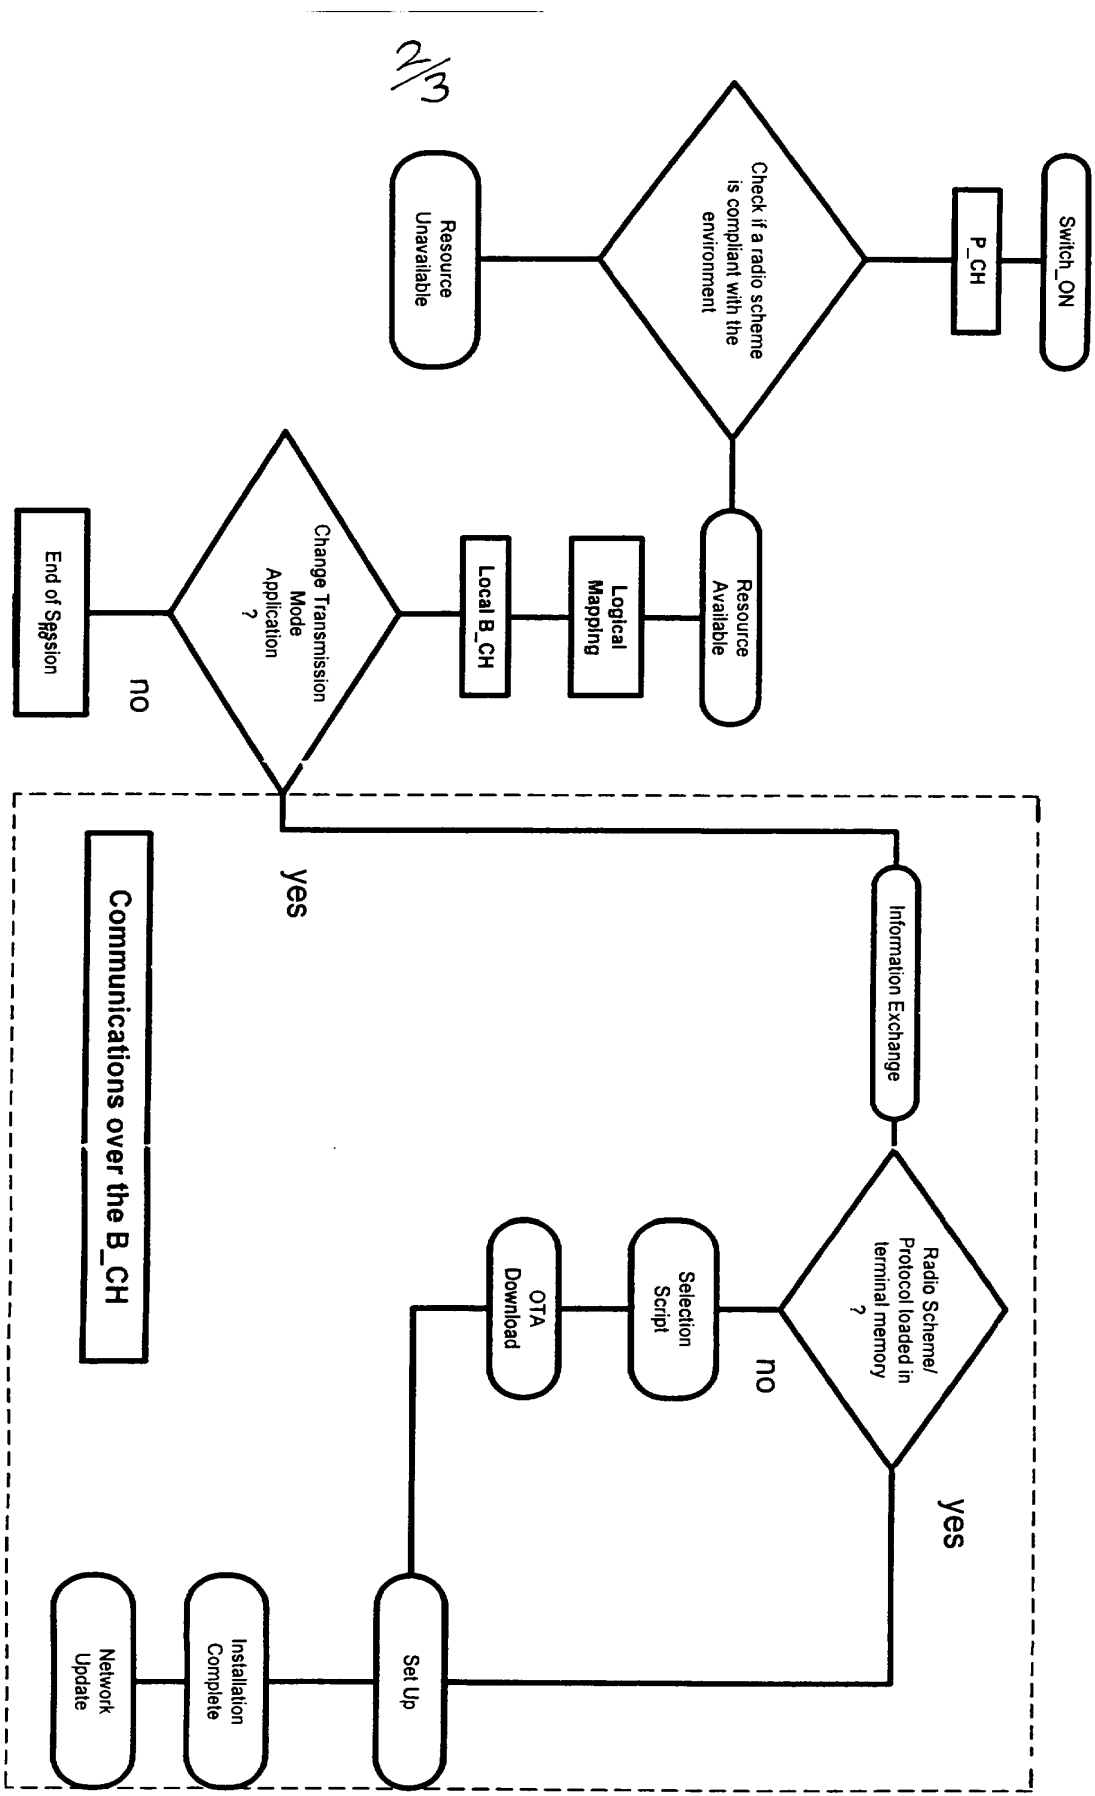 2/3
Switch_ON
P_CH
Check if a radio scheme
is compliant with the
environment
Resource
Unavailable
Resource
Available
Logical
Mapping
Local B_CH
Change Transmission
Mode
Application
?
no
End of Session
no
yes
Information Exchange
Radio Scheme/
Protocol loaded in
terminal memory
?
yes
no
Selection
Script
OTA
Download
Set Up
Installation
Complete
Network
Update
Communications over the B_CH